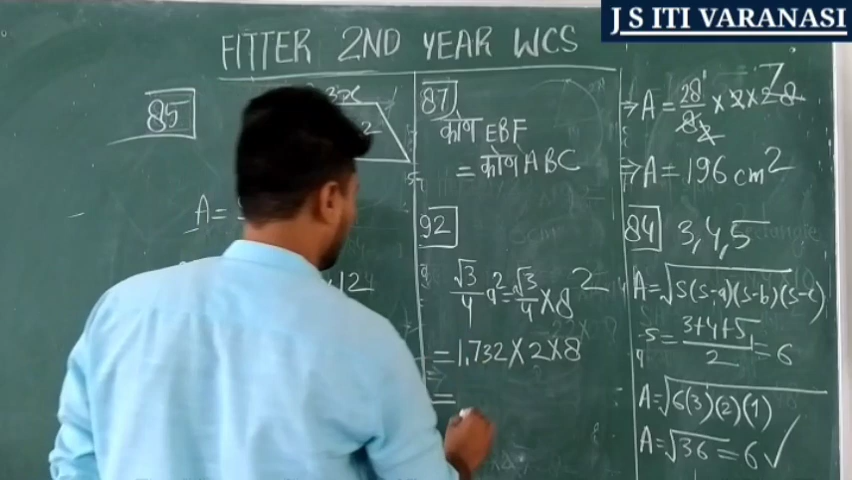 J S ITI VARANASI
FITTER 2ND YEAR WCS
85
A=
124
87
कोण EBF
= कोण ABC
92
√3/4 a² = √3/4 × 8²
= 1.732 × 2 × 8
=
⇒ A = 28/8 × × 28
⇒ A = 196 cm²
84 3, 4, 5
A = √S(S-a)(S-b)(S-c)
S = 3+4+5/2 = 6
A = √6(3)(2)(1)
A = √36 = 6 ✓